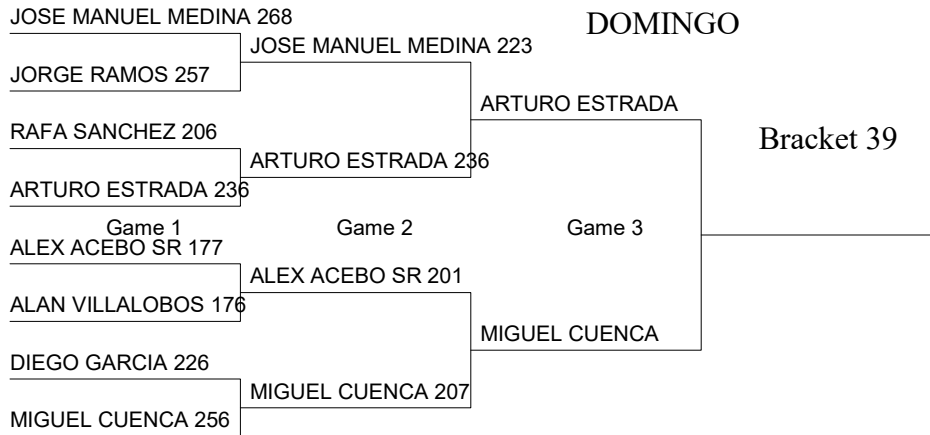 JOSE MANUEL MEDINA 268
DOMINGO
JOSE MANUEL MEDINA 223
JORGE RAMOS 257
ARTURO ESTRADA
RAFA SANCHEZ 206
Bracket 39
ARTURO ESTRADA 236
ARTURO ESTRADA 236
Game 1
Game 2
Game 3
ALEX ACEBO SR 177
ALEX ACEBO SR 201
ALAN VILLALOBOS 176
MIGUEL CUENCA
DIEGO GARCIA 226
MIGUEL CUENCA 207
MIGUEL CUENCA 256